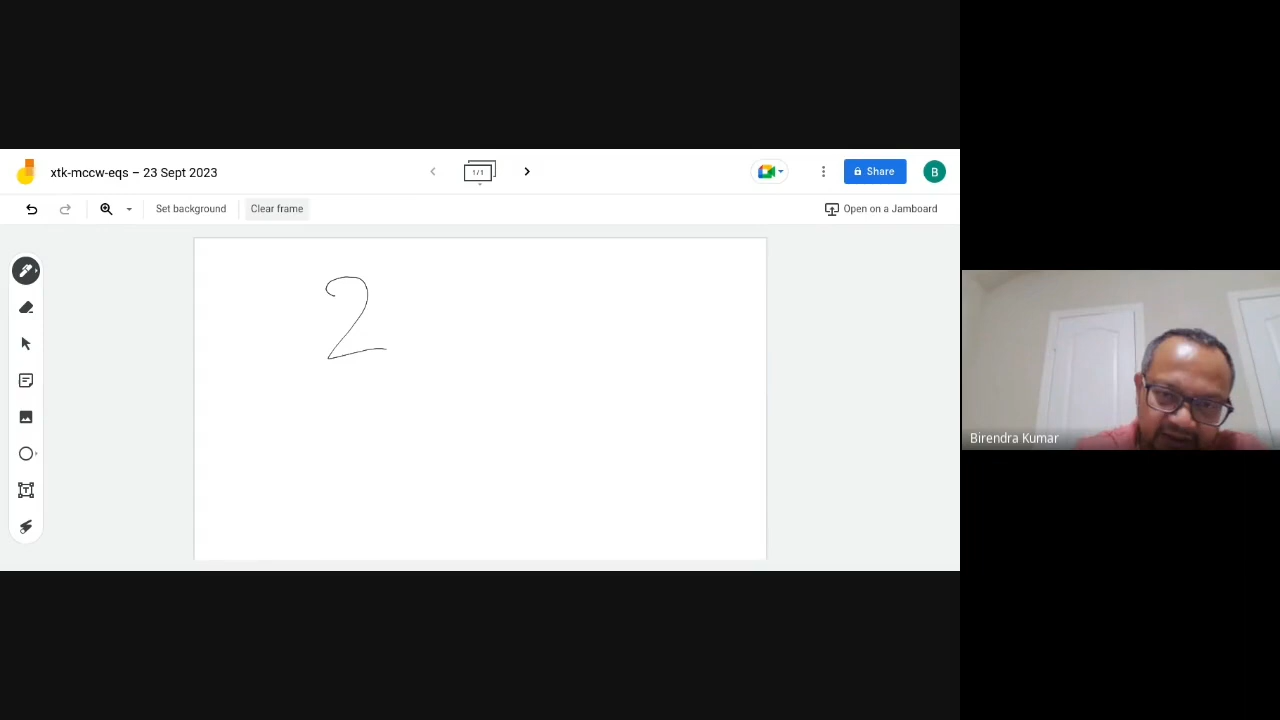 xtk-mccw-eqs – 23 Sept 2023
1/1
Share
B
Set background
Clear frame
Open on a Jamboard
2
T
Birendra Kumar